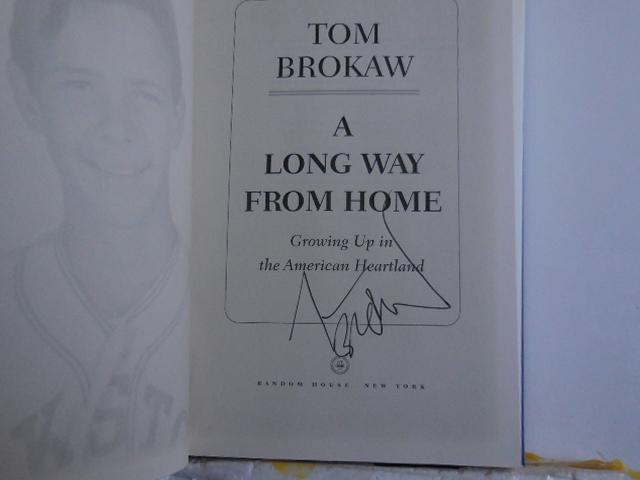 TOM
BROKAW
A
LONG WAY
FROM HOME
Growing Up in
the American Heartland
RANDOM HOUSE NEW YORK